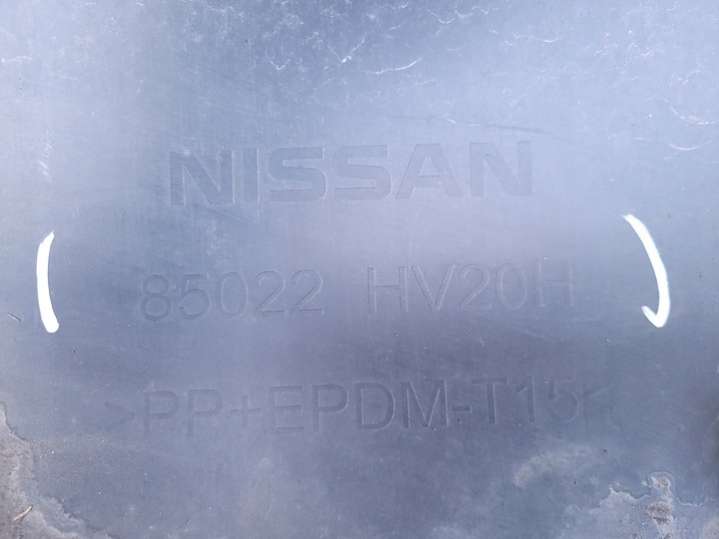 NISSAN
85022 HV20H
>PP+EPDM-T15<